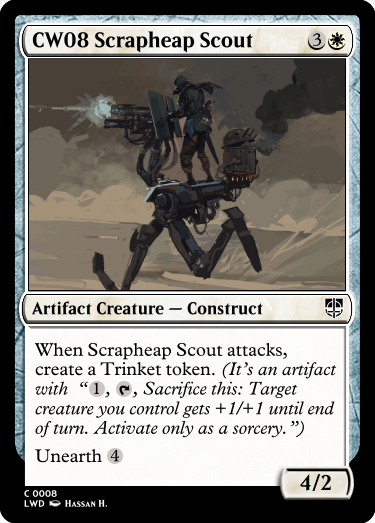 CW08 Scrapheap Scout 3
Artifact Creature — Construct
When Scrapheap Scout attacks,
create a Trinket token. (It's an artifact
with “1, , Sacrifice this: Target
creature you control gets +1/+1 until end
of turn. Activate only as a sorcery.”)
Unearth 4
4/2
C 0008
LWD Hassan H.